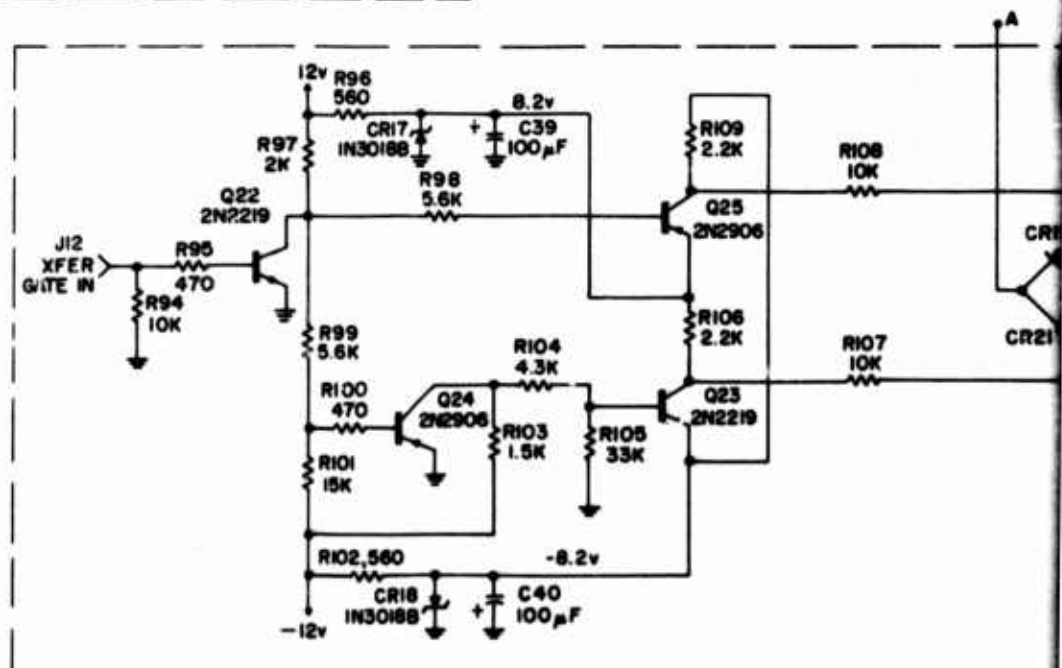 A
12v
R96
560
8.2v
CR17
1N3018B
+
C39
100µF
R97
2K
R109
2.2K
R108
10K
R98
5.6K
Q22
2N2219
Q25
2N2906
J12
XFER
GATE IN
R95
470
R94
10K
R106
2.2K
CR21
R107
10K
R99
5.6K
R104
4.3K
R100
470
Q24
2N2906
Q23
2N2219
R103
1.5K
R105
33K
R101
15K
R102,560
-8.2v
CR18
1N3018B
+
C40
100µF
-12v